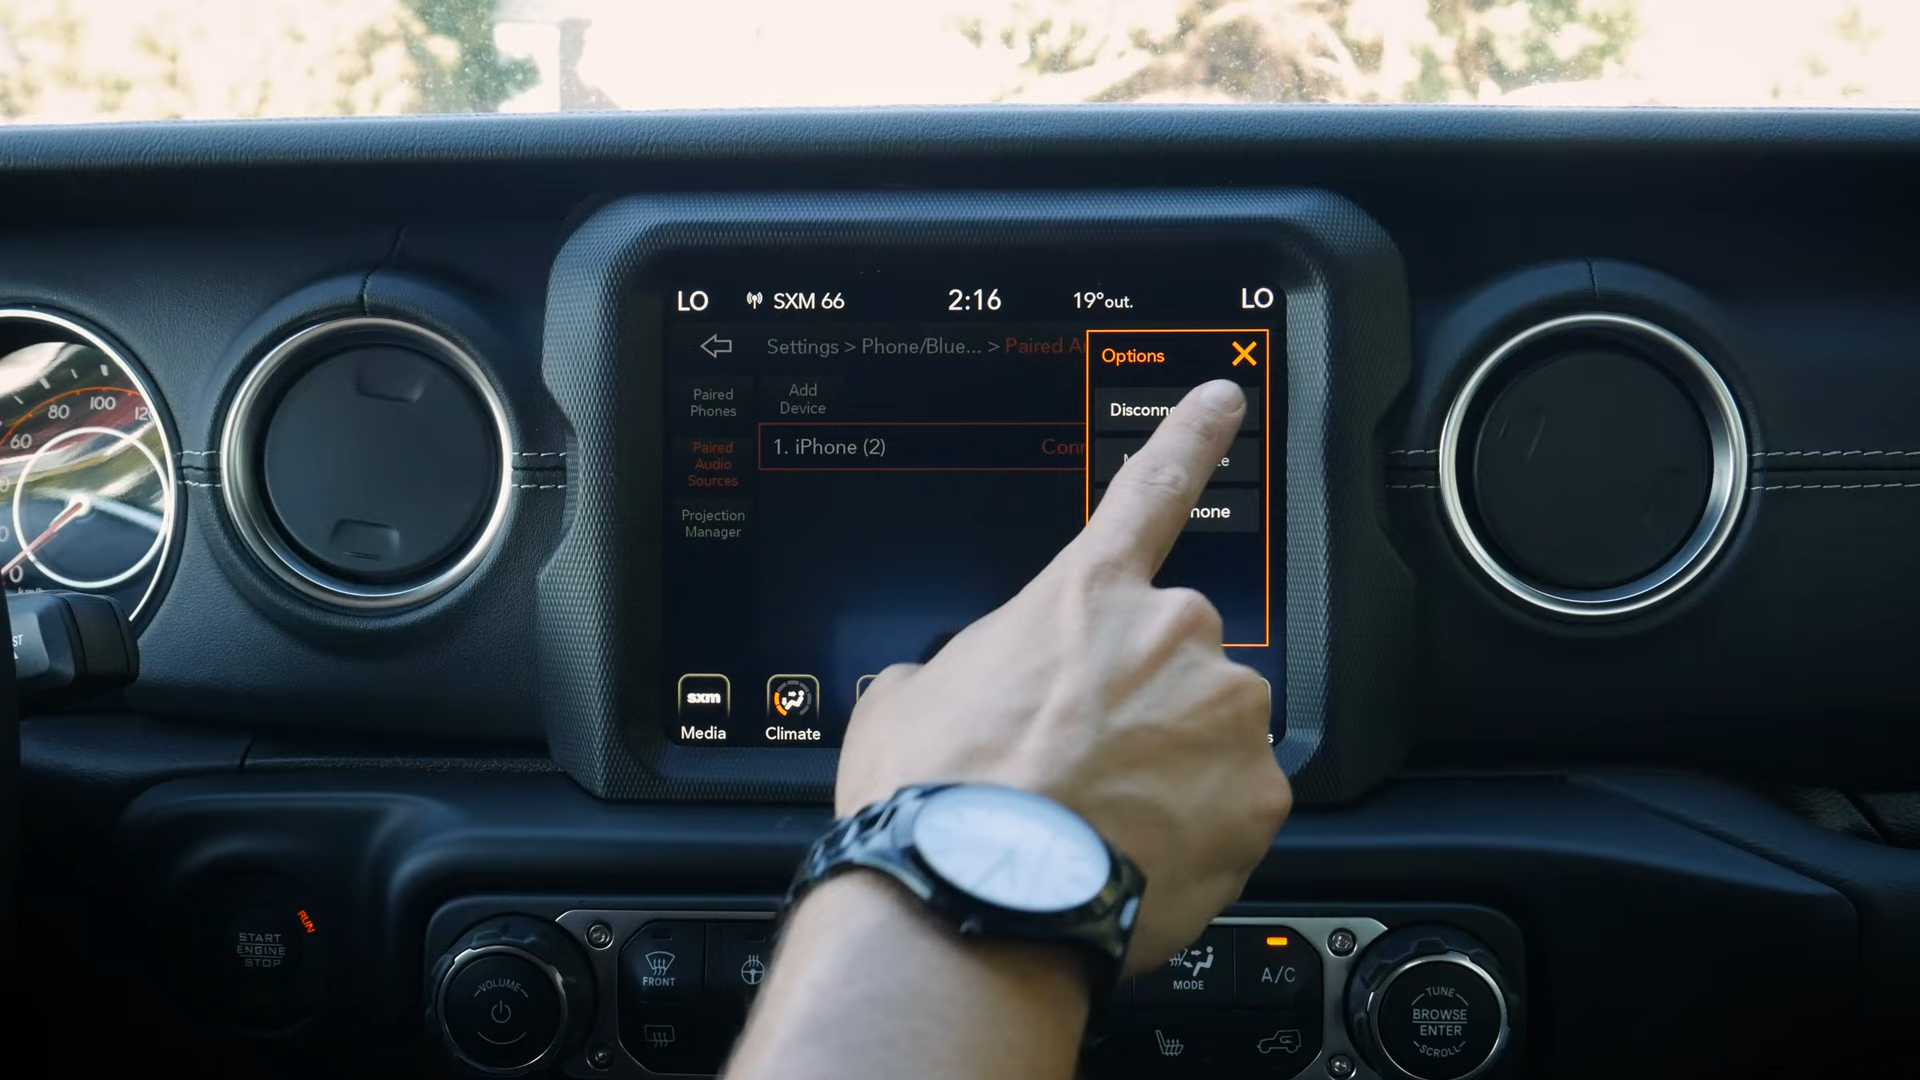 LO SXM 66 2:16 19°out. LO
Settings > Phone/Blue... > Paired
Options
Paired
Phones
Add
Device
1. iPhone (2)
Paired
Audio
Sources
Projection
Manager
sxm
Media
Climate
80
100
60
0
START
ENGINE
STOP
RUN
VOLUME
FRONT
MODE
A/C
TUNE
BROWSE
ENTER
SCROLL